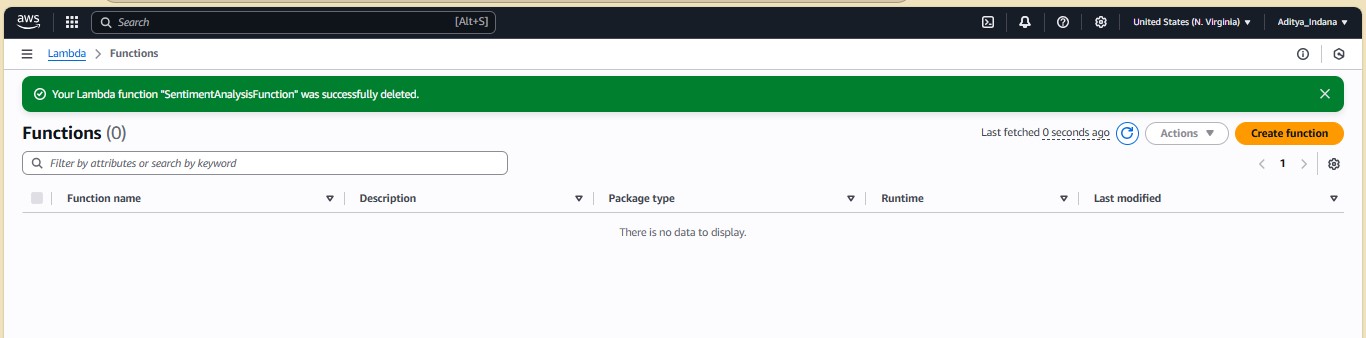 aws
Search [Alt+S] United States (N. Virginia) Aditya_Indana
Lambda Functions
Your Lambda function "SentimentAnalysisFunction" was successfully deleted.
Functions (0) Last fetched 0 seconds ago Actions Create function
Filter by attributes or search by keyword 1
Function name Description Package type Runtime Last modified
There is no data to display.